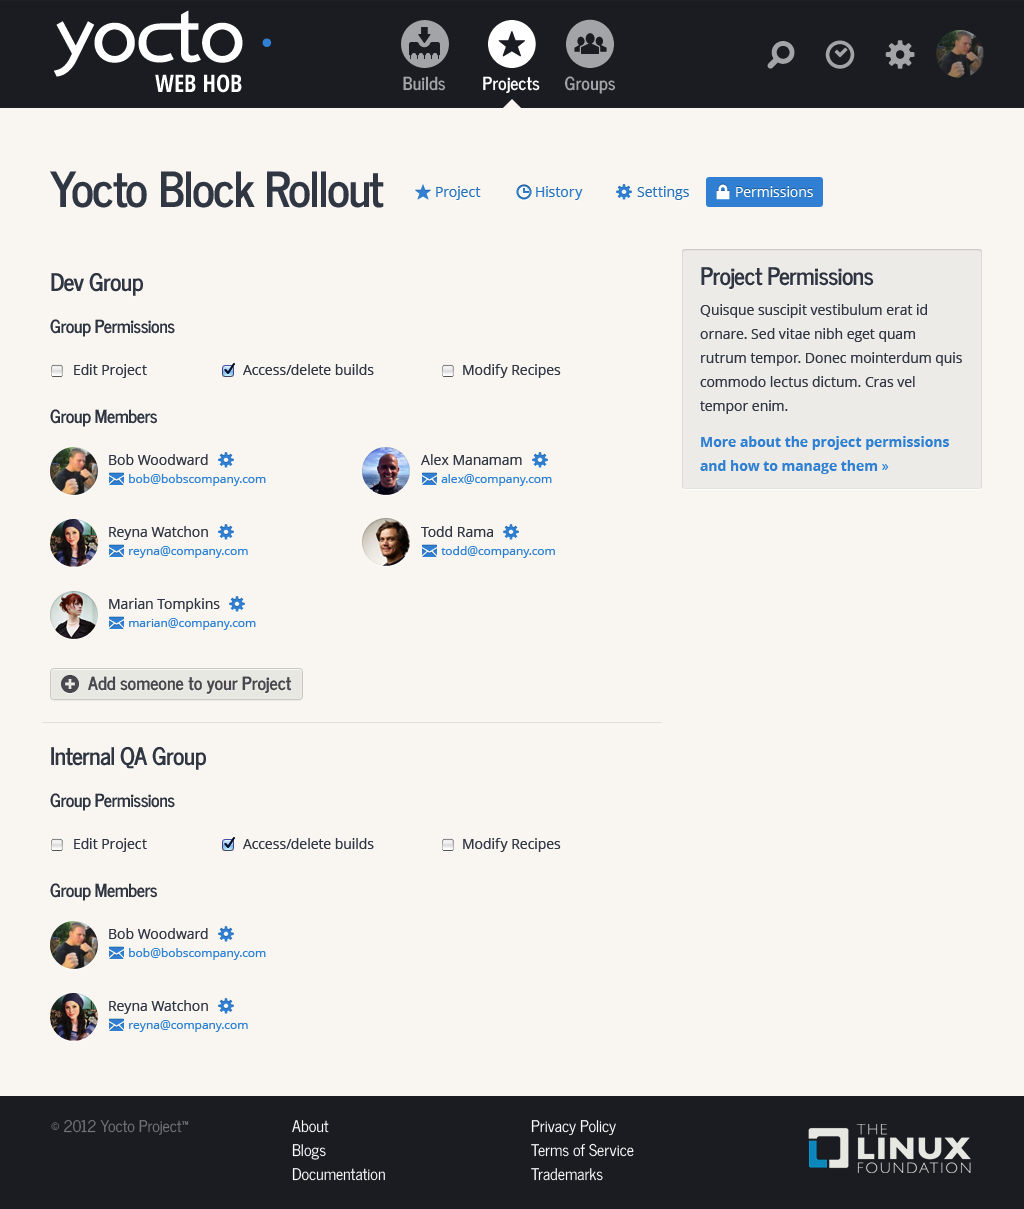 yocto
WEB HOB
Builds
Projects
Groups
Yocto Block Rollout
Project
History
Settings
Permissions
Dev Group
Group Permissions
Edit Project
Access/delete builds
Modify Recipes
Group Members
Bob Woodward
bob@bobscompany.com
Alex Manamam
alex@company.com
Reyna Watchon
reyna@company.com
Todd Rama
todd@company.com
Marian Tompkins
marian@company.com
Add someone to your Project
Project Permissions
Quisque suscipit vestibulum erat id
ornare. Sed vitae nibh eget quam
rutrum tempor. Donec mointerdum quis
commodo lectus dictum. Cras vel
tempor enim.
More about the project permissions
and how to manage them »
Internal QA Group
Group Permissions
Edit Project
Access/delete builds
Modify Recipes
Group Members
Bob Woodward
bob@bobscompany.com
Reyna Watchon
reyna@company.com
© 2012 Yocto Project™
About
Blogs
Documentation
Privacy Policy
Terms of Service
Trademarks
THE
LINUX
FOUNDATION